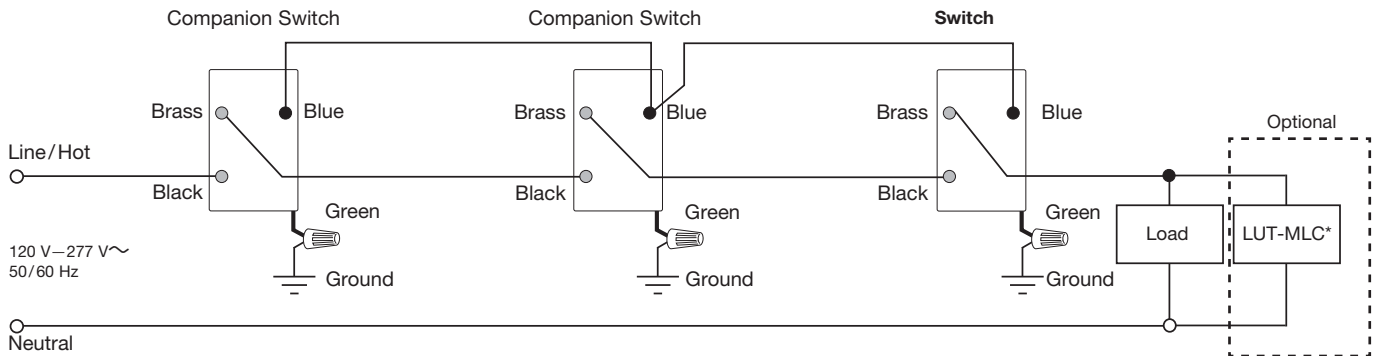 Companion Switch
Companion Switch
Switch
Brass
Blue
Brass
Blue
Brass
Blue
Optional
Line/Hot
Black
Black
Black
Green
Green
Green
Load
LUT-MLC*
120 V—277 V~
50/60 Hz
Ground
Ground
Ground
Neutral